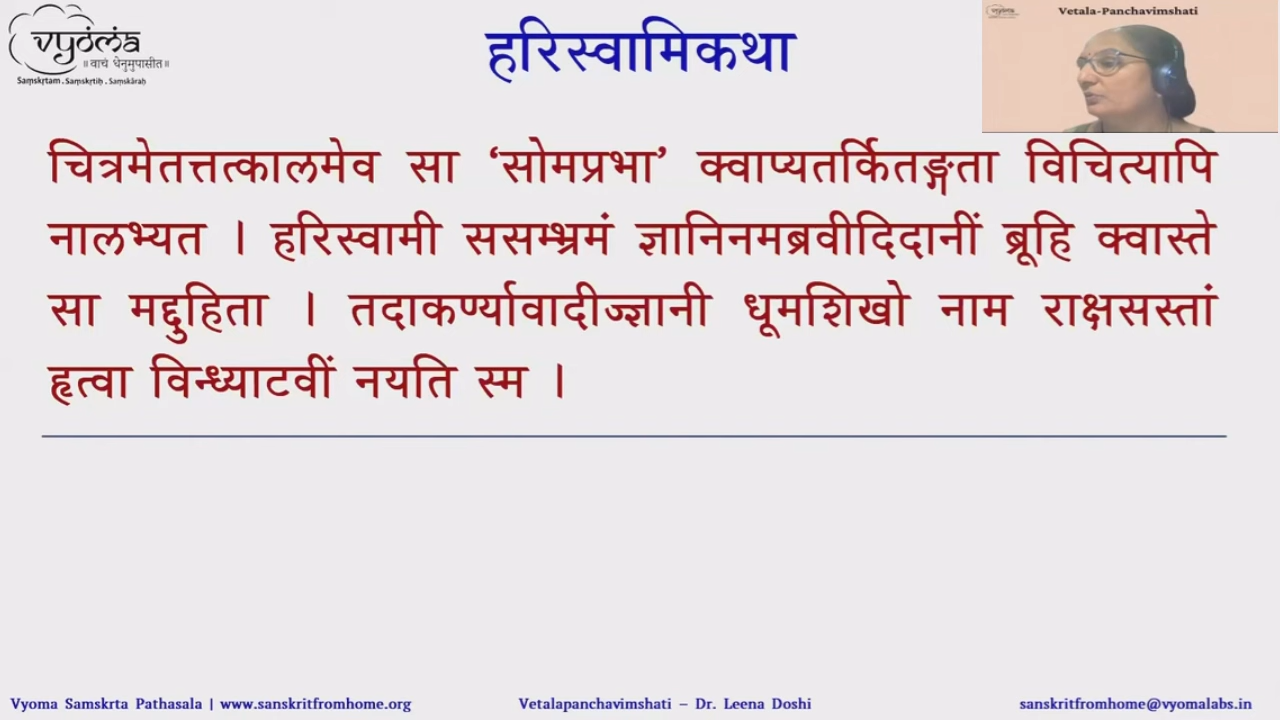 vyoma
॥ वाचं धेनुमुपासीत॥
Saṃskṛtam . Saṃskṛtiḥ . Saṃskāraḥ
हरिस्वामिकथा
Vetala-Panchavimshati
चित्रमेतत्तत्कालमेव सा ‘सोमप्रभा’ क्वाप्यतर्कितङ्गता विचित्यापि
नालभ्यत । हरिस्वामी ससम्भ्रमं ज्ञानिनमब्रवीदिदानीं ब्रूहि क्वास्ते
सा मद्दुहिता । तदाकर्ण्यावादीज्ज्ञानी धूमशिखो नाम राक्षसस्तां
हृत्वा विन्ध्याटवीं नयति स्म ।
Vyoma Samskrta Pathasala | www.sanskritfromhome.org
Vetalapanchavimshati – Dr. Leena Doshi
sanskritfromhome@vyomalabs.in